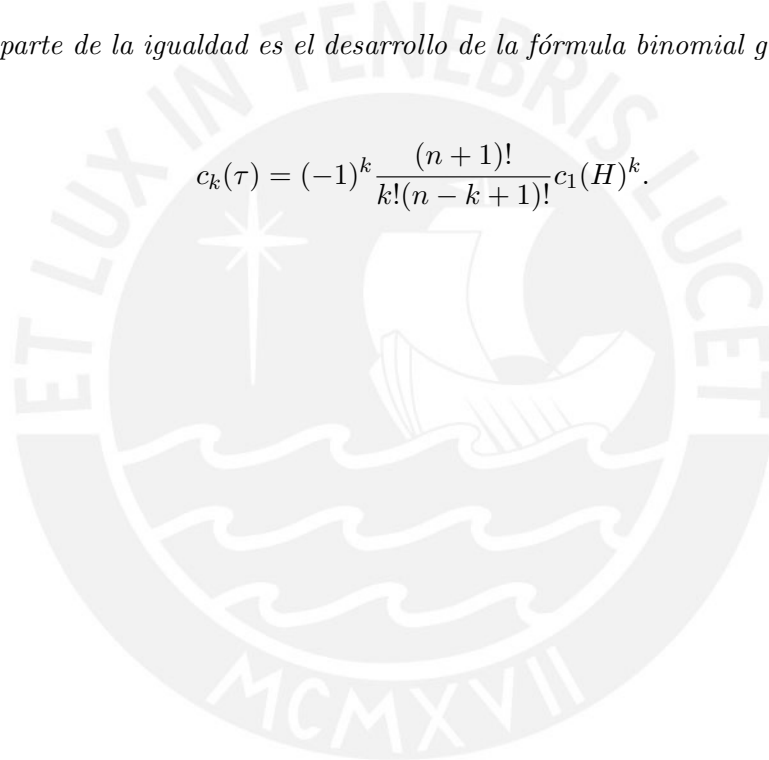 parte de la igualdad es el desarrollo de la fórmula binomial g
c_k(τ) = (-1)^k \frac{(n + 1)!}{k!(n - k + 1)!} c_1(H)^k.
ET LUX IN TENEBRIS LUCET
MCMXVII